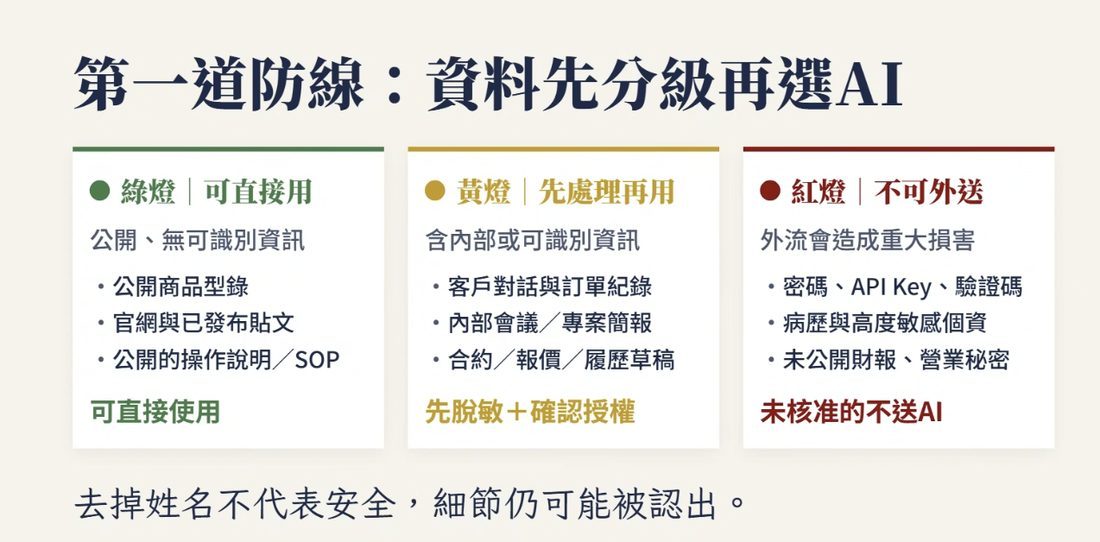 第一道防線：資料先分級再選AI
● 綠燈｜可直接用
公開、無可識別資訊
・公開商品型錄
・官網與已發布貼文
・公開的操作說明／SOP
可直接使用
● 黃燈｜先處理再用
含內部或可識別資訊
・客戶對話與訂單紀錄
・內部會議／專案簡報
・合約／報價／履歷草稿
先脫敏＋確認授權
● 紅燈｜不可外送
外流會造成重大損害
・密碼、API Key、驗證碼
・病歷與高度敏感個資
・未公開財報、營業秘密
未核准的不送AI
去掉姓名不代表安全，細節仍可能被認出。